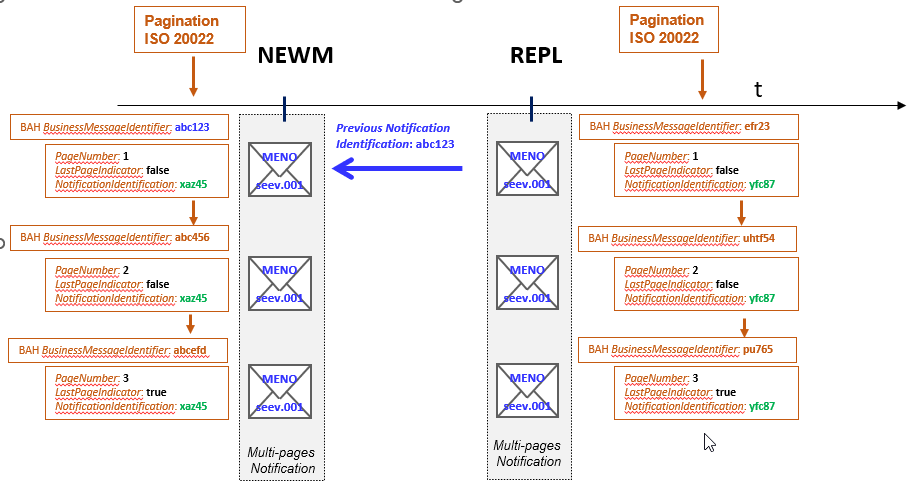 Pagination
ISO 20022
NEWM
REPL
Pagination
ISO 20022
t
BAH BusinessMessageIdentifier: abc123
PageNumber: 1
LastPageIndicator: false
NotificationIdentification: xaz45
BAH BusinessMessageIdentifier: abc456
PageNumber: 2
LastPageIndicator: false
NotificationIdentification: xaz45
BAH BusinessMessageIdentifier: abcefd
PageNumber: 3
LastPageIndicator: true
NotificationIdentification: xaz45
MENO
seev.001
MENO
seev.001
MENO
seev.001
Multi-pages
Notification
Previous Notification
Identification: abc123
MENO
seev.001
MENO
seev.001
MENO
seev.001
Multi-pages
Notification
BAH BusinessMessageIdentifier: efr23
PageNumber: 1
LastPageIndicator: false
NotificationIdentification: yfc87
BAH BusinessMessageIdentifier: uhtf54
PageNumber: 2
LastPageIndicator: false
NotificationIdentification: yfc87
BAH BusinessMessageIdentifier: pu765
PageNumber: 3
LastPageIndicator: true
NotificationIdentification: yfc87